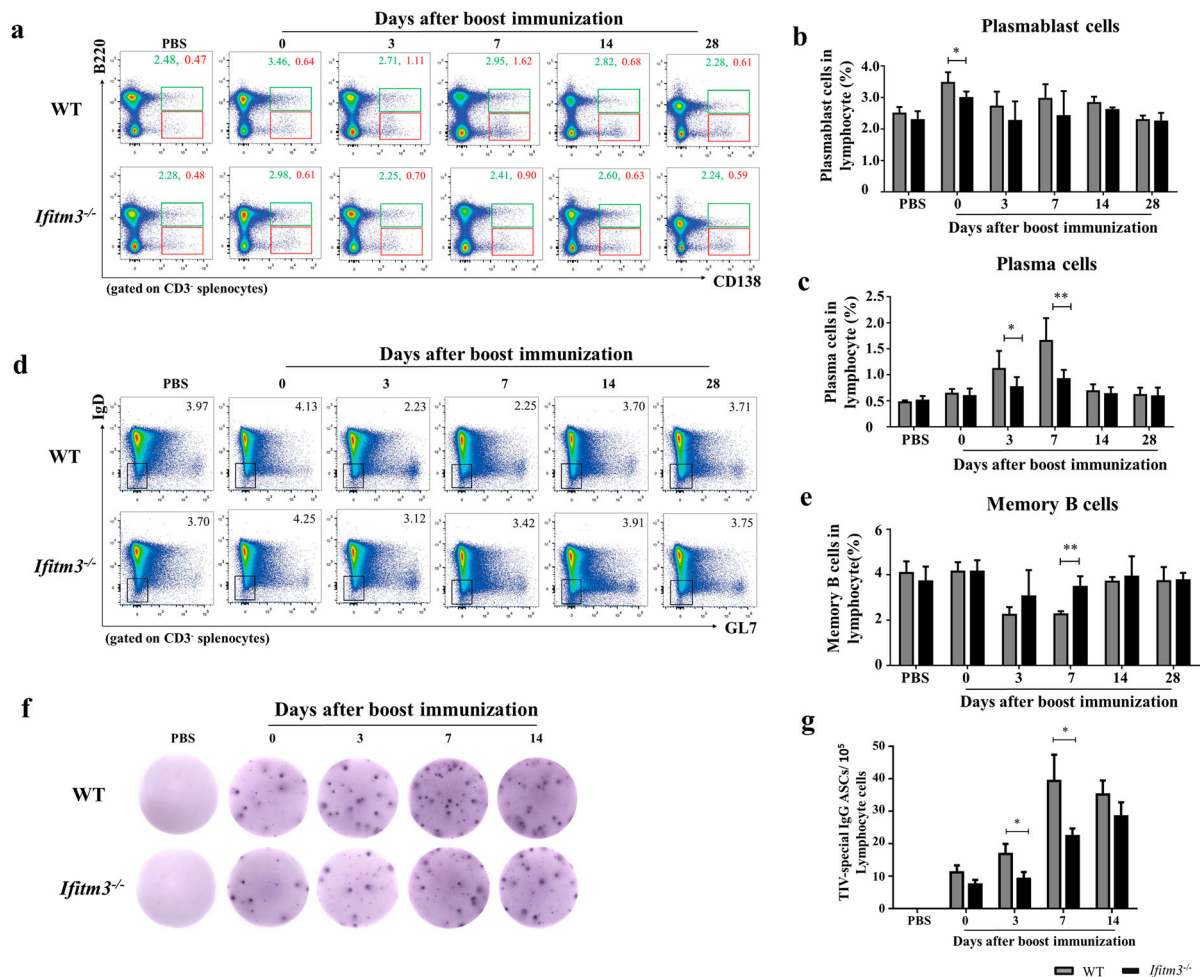 a
Days after boost immunization
PBS 0 3 7 14 28
B220
WT
2.48, 0.47 3.46, 0.64 2.71, 1.11 2.95, 1.62 2.82, 0.68 2.28, 0.61
Ifitm3-/-
2.28, 0.48 2.98, 0.61 2.25, 0.70 2.41, 0.90 2.60, 0.63 2.24, 0.59
CD138
(gated on CD3- splenocytes)
b
Plasmablast cells
Plasmablast cells in
lymphocyte (%)
4.0
3.0
2.0
1.0
0
*
PBS 0 3 7 14 28
Days after boost immunization
c
Plasma cells
Plasma cells in
lymphocyte (%)
2.5
2.0
1.5
1.0
0.5
0
* **
PBS 0 3 7 14 28
Days after boost immunization
d
Days after boost immunization
PBS 0 3 7 14 28
IgD
WT
3.97 4.13 2.23 2.25 3.70 3.71
Ifitm3-/-
3.70 4.25 3.12 3.42 3.91 3.75
GL7
(gated on CD3- splenocytes)
e
Memory B cells
Memory B cells in
lymphocyte(%)
6
4
2
0
**
PBS 0 3 7 14 28
Days after boost immunization
f
Days after boost immunization
PBS 0 3 7 14
WT
Ifitm3-/-
g
TIV-special IgG ASCs/ 10⁵
Lymphocyte cells
50
40
30
20
10
0
* *
PBS 0 3 7 14
Days after boost immunization
WT Ifitm3-/-